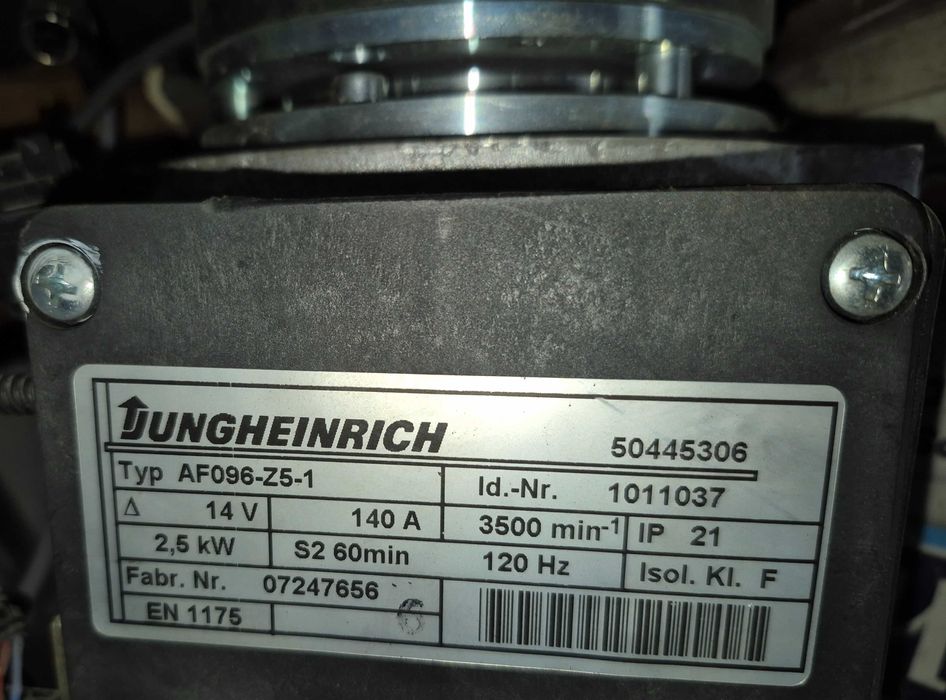 JUNGHEINRICH 50445306
Typ AF096-Z5-1 Id.-Nr. 1011037
Δ 14 V 140 A 3500 min⁻¹ IP 21
2,5 kW S2 60min 120 Hz Isol. Kl. F
Fabr. Nr. 07247656
EN 1175 6